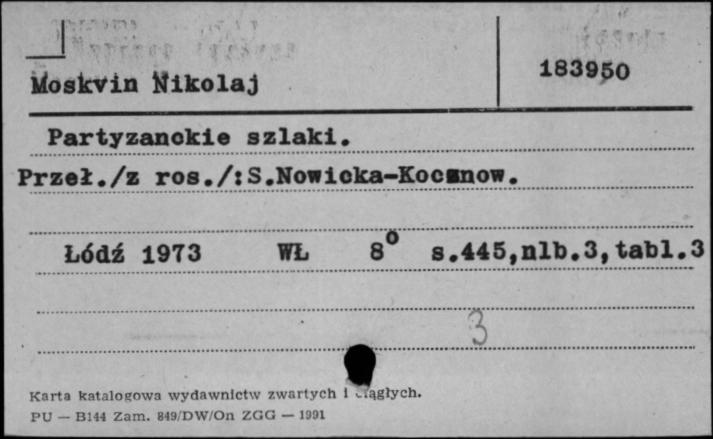 Moskvin Nikolaj
183950
Partyzanckie szlaki.
Przeł./z ros./:S.Nowicka-Kocznow.
Łódź 1973 WŁ 8° s.445,nlb.3,tabl.3
3
Karta katalogowa wydawnictw zwartych i ciągłych.
PU — B144 Zam. 849/DW/On ZGG — 1991